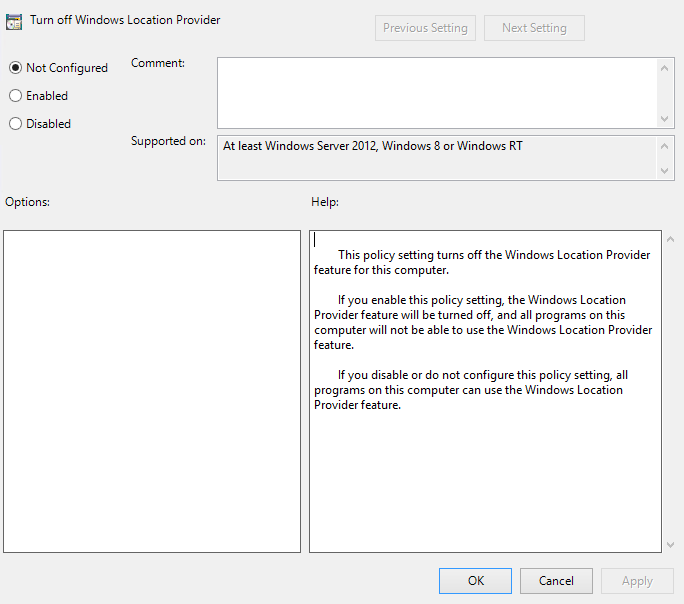 Turn off Windows Location Provider
Previous Setting
Next Setting
Not Configured
Comment:
Enabled
Disabled
Supported on:
At least Windows Server 2012, Windows 8 or Windows RT
Options:
Help:
This policy setting turns off the Windows Location Provider
feature for this computer.
If you enable this policy setting, the Windows Location
Provider feature will be turned off, and all programs on this
computer will not be able to use the Windows Location Provider
feature.
If you disable or do not configure this policy setting, all
programs on this computer can use the Windows Location
Provider feature.
OK
Cancel
Apply